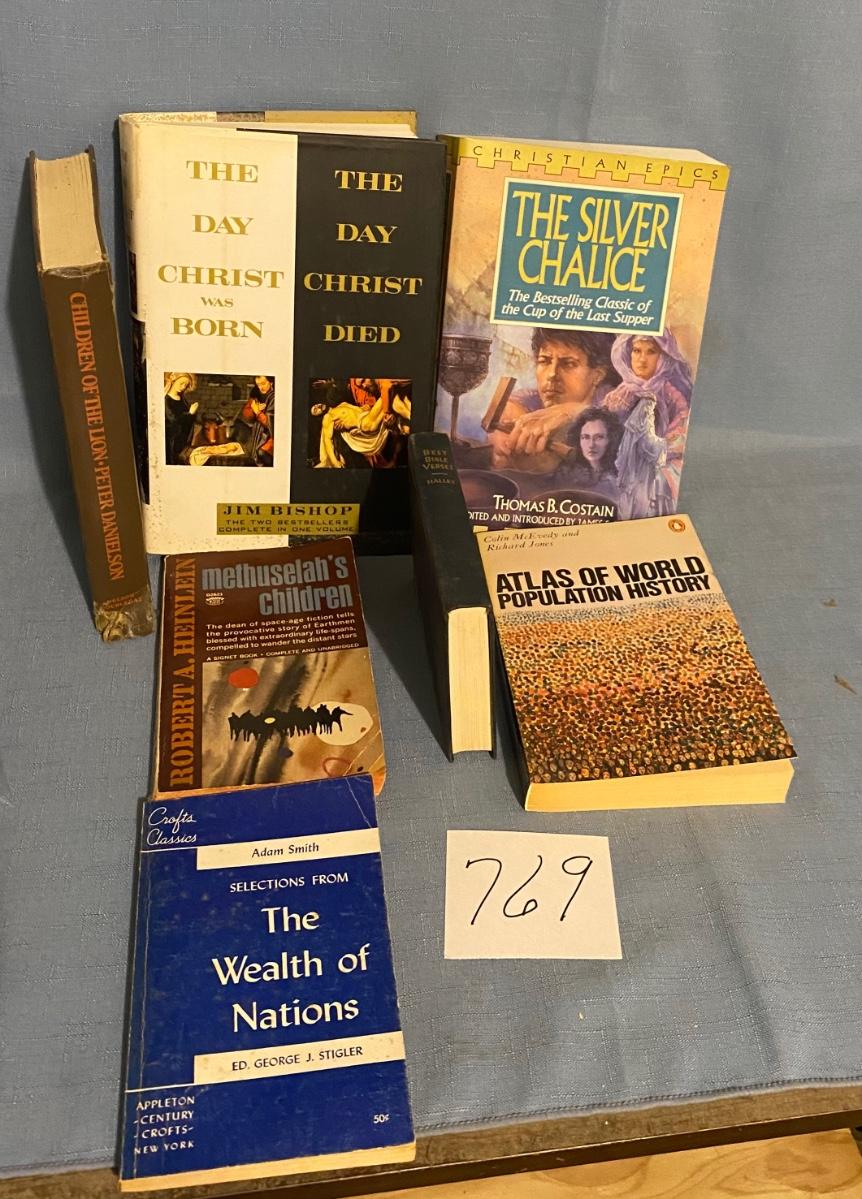 CHILDREN OF THE LION • PETER DANIELSON
THE
DAY
CHRIST
WAS
BORN
THE
DAY
CHRIST
DIED
JIM BISHOP
THE TWO BESTSELLERS
COMPLETE IN ONE VOLUME
CHRISTIAN EPICS
THE SILVER
CHALICE
The Bestselling Classic of
the Cup of the Last Supper
THOMAS B. COSTAIN
EDITED AND INTRODUCED BY JAMES
BEST
BIBLE
VERSES
HALLEY
ROBERT A. HEINLEIN
D2621
methuselah's
children
The dean of space-age fiction tells
the provocative story of Earthmen
blessed with extraordinary life-spans,
compelled to wander the distant stars
A SIGNET BOOK • COMPLETE AND UNABRIDGED
Colin McEvedy and
Richard Jones
ATLAS OF WORLD
POPULATION HISTORY
Crofts
Classics
Adam Smith
SELECTIONS FROM
The
Wealth of
Nations
ED. GEORGE J. STIGLER
APPLETON
-CENTURY
-CROFTS-
NEW YORK
50¢
769